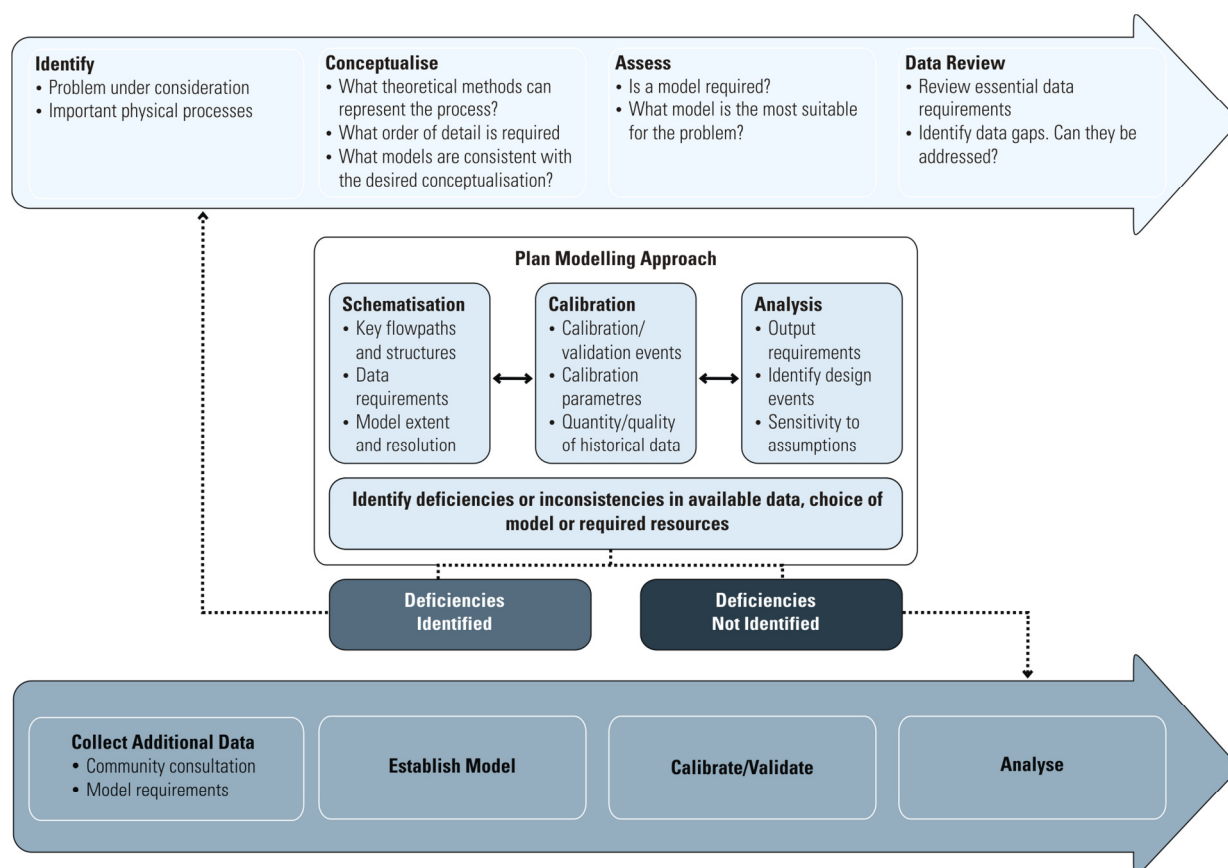 Identify
• Problem under consideration
• Important physical processes
Conceptualise
• What theoretical methods can
represent the process?
• What order of detail is required
• What models are consistent with
the desired conceptualisation?
Assess
• Is a model required?
• What model is the most suitable
for the problem?
Data Review
• Review essential data
requirements
• Identify data gaps. Can they be
addressed?
Plan Modelling Approach
Schematisation
• Key flowpaths
and structures
• Data
requirements
• Model extent
and resolution
Calibration
• Calibration/
validation events
• Calibration
parametres
• Quantity/quality
of historical data
Analysis
• Output
requirements
• Identify design
events
• Sensitivity to
assumptions
Identify deficiencies or inconsistencies in available data, choice of
model or required resources
Deficiencies
Identified
Deficiencies
Not Identified
Collect Additional Data
• Community consultation
• Model requirements
Establish Model
Calibrate/Validate
Analyse